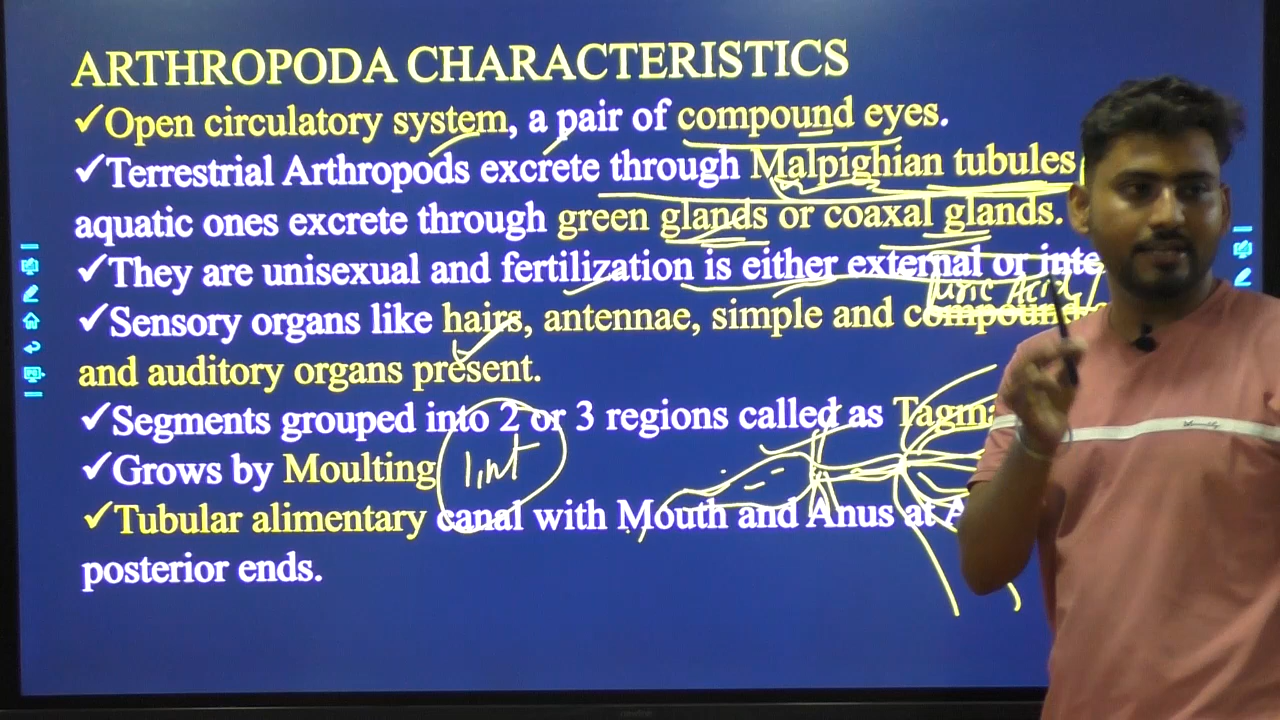 ARTHROPODA CHARACTERISTICS
✓Open circulatory system, a pair of compound eyes.
✓Terrestrial Arthropods excrete through Malpighian tubules
aquatic ones excrete through green glands or coaxal glands.
✓They are unisexual and fertilization is either external or inte
Uric Acid
✓Sensory organs like hairs, antennae, simple and compound
and auditory organs present.
✓Segments grouped into 2 or 3 regions called as Tagma
✓Grows by Moulting
✓Tubular alimentary canal with Mouth and Anus at A
posterior ends.